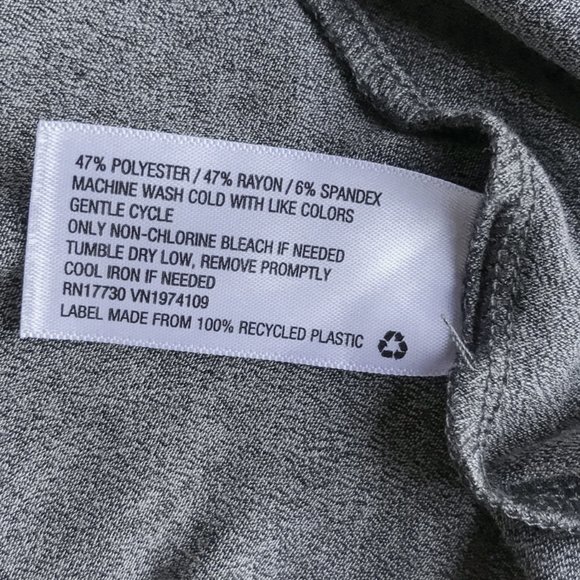 47% POLYESTER / 47% RAYON / 6% SPANDEX
MACHINE WASH COLD WITH LIKE COLORS
GENTLE CYCLE
ONLY NON-CHLORINE BLEACH IF NEEDED
TUMBLE DRY LOW, REMOVE PROMPTLY
COOL IRON IF NEEDED
RN17730 VN1974109
LABEL MADE FROM 100% RECYCLED PLASTIC